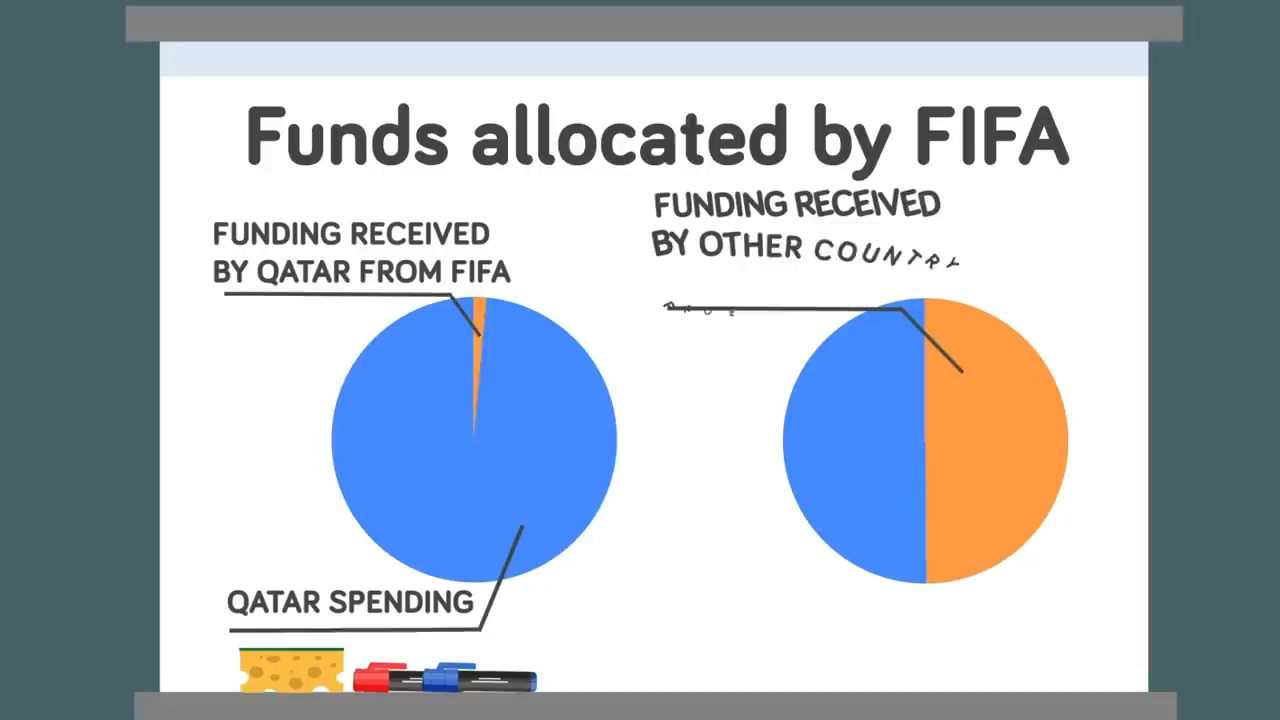 Funds allocated by FIFA
FUNDING RECEIVED
BY QATAR FROM FIFA
FUNDING RECEIVED
BY OTHER COUNTRY
QATAR SPENDING